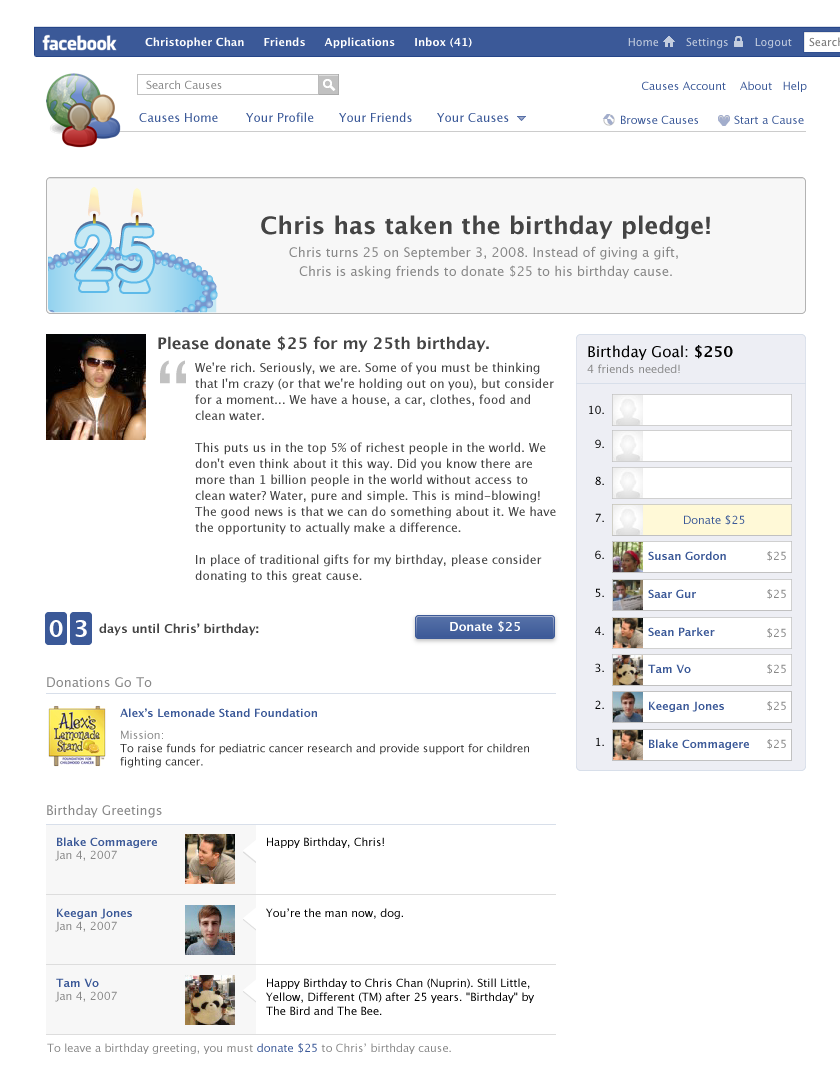 facebook Christopher Chan Friends Applications Inbox (41) Home Settings Logout Search
Search Causes
Causes Account About Help
Causes Home Your Profile Your Friends Your Causes Browse Causes Start a Cause
25
Chris has taken the birthday pledge!
Chris turns 25 on September 3, 2008. Instead of giving a gift,
Chris is asking friends to donate $25 to his birthday cause.
Please donate $25 for my 25th birthday.
“
We're rich. Seriously, we are. Some of you must be thinking
that I'm crazy (or that we're holding out on you), but consider
for a moment... We have a house, a car, clothes, food and
clean water.
This puts us in the top 5% of richest people in the world. We
don't even think about it this way. Did you know there are
more than 1 billion people in the world without access to
clean water? Water, pure and simple. This is mind-blowing!
The good news is that we can do something about it. We have
the opportunity to actually make a difference.
In place of traditional gifts for my birthday, please consider
donating to this great cause.
03 days until Chris’ birthday:
Donate $25
Birthday Goal: $250
4 friends needed!
10.
9.
8.
7. Donate $25
6. Susan Gordon $25
5. Saar Gur $25
4. Sean Parker $25
3. Tam Vo $25
2. Keegan Jones $25
1. Blake Commagere $25
Donations Go To
Alex's
Lemonade
Stand
FOUNDATION FOR
CHILDHOOD CANCER
Alex's Lemonade Stand Foundation
Mission:
To raise funds for pediatric cancer research and provide support for children
fighting cancer.
Birthday Greetings
Blake Commagere
Jan 4, 2007
Happy Birthday, Chris!
Keegan Jones
Jan 4, 2007
You’re the man now, dog.
Tam Vo
Jan 4, 2007
Happy Birthday to Chris Chan (Nuprin). Still Little,
Yellow, Different (TM) after 25 years. "Birthday" by
The Bird and The Bee.
To leave a birthday greeting, you must donate $25 to Chris’ birthday cause.